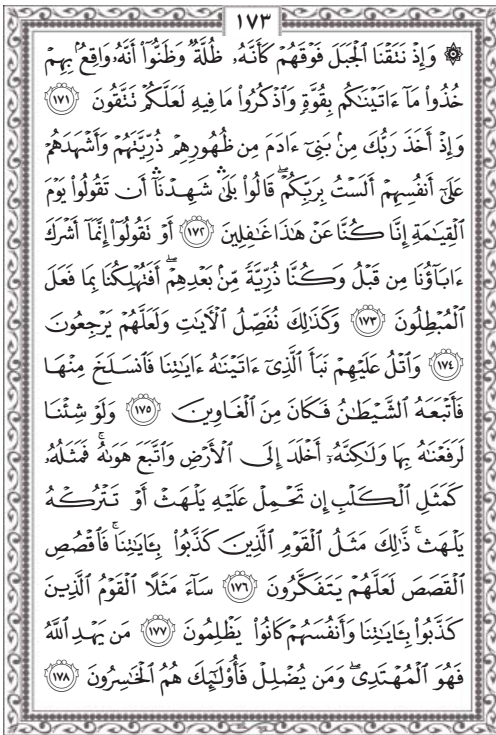 ١٧٣
۞ وَإِذْ نَتَقْنَا ٱلْجَبَلَ فَوْقَهُمْ كَأَنَّهُۥ ظُلَّةٌ وَظَنُّوٓا۟ أَنَّهُۥ وَاقِعٌۢ بِهِمْ
خُذُوا۟ مَآ ءَاتَيْنَٰكُم بِقُوَّةٍ وَٱذْكُرُوا۟ مَا فِيهِ لَعَلَّكُمْ تَتَّقُونَ ١٧١
وَإِذْ أَخَذَ رَبُّكَ مِنۢ بَنِىٓ ءَادَمَ مِن ظُهُورِهِمْ ذُرِّيَّتَهُمْ وَأَشْهَدَهُمْ
عَلَىٰٓ أَنفُسِهِمْ أَلَسْتُ بِرَبِّكُمْ ۖ قَالُوا۟ بَلَىٰ ۛ شَهِدْنَآ ۛ أَن تَقُولُوا۟ يَوْمَ
ٱلْقِيَٰمَةِ إِنَّا كُنَّا عَنْ هَٰذَا غَٰفِلِينَ ١٧٢ أَوْ تَقُولُوٓا۟ إِنَّمَآ أَشْرَكَ
ءَابَآؤُنَا مِن قَبْلُ وَكُنَّا ذُرِّيَّةً مِّنۢ بَعْدِهِمْ ۖ أَفَتُهْلِكُنَا بِمَا فَعَلَ
ٱلْمُبْطِلُونَ ١٧٣ وَكَذَٰلِكَ نُفَصِّلُ ٱلْءَايَٰتِ وَلَعَلَّهُمْ يَرْجِعُونَ
١٧٤ وَٱتْلُ عَلَيْهِمْ نَبَأَ ٱلَّذِىٓ ءَاتَيْنَٰهُ ءَايَٰتِنَا فَٱنسَلَخَ مِنْهَا
فَأَتْبَعَهُ ٱلشَّيْطَٰنُ فَكَانَ مِنَ ٱلْغَاوِينَ ١٧٥ وَلَوْ شِئْنَا
لَرَفَعْنَٰهُ بِهَا وَلَٰكِنَّهُۥٓ أَخْلَدَ إِلَى ٱلْأَرْضِ وَٱتَّبَعَ هَوَىٰهُ ۚ فَمَثَلُهُۥ
كَمَثَلِ ٱلْكَلْبِ إِن تَحْمِلْ عَلَيْهِ يَلْهَثْ أَوْ تَتْرُكْهُ
يَلْهَث ۚ ذَّٰلِكَ مَثَلُ ٱلْقَوْمِ ٱلَّذِينَ كَذَّبُوا۟ بِـَٔايَٰتِنَا ۚ فَٱقْصُصِ
ٱلْقَصَصَ لَعَلَّهُمْ يَتَفَكَّرُونَ ١٧٦ سَآءَ مَثَلًا ٱلْقَوْمُ ٱلَّذِينَ
كَذَّبُوا۟ بِـَٔايَٰتِنَا وَأَنفُسَهُمْ كَانُوا۟ يَظْلِمُونَ ١٧٧ مَن يَهْدِ ٱللَّهُ
فَهُوَ ٱلْمُهْتَدِى ۖ وَمَن يُضْلِلْ فَأُو۟لَٰٓئِكَ هُمُ ٱلْخَٰسِرُونَ ١٧٨